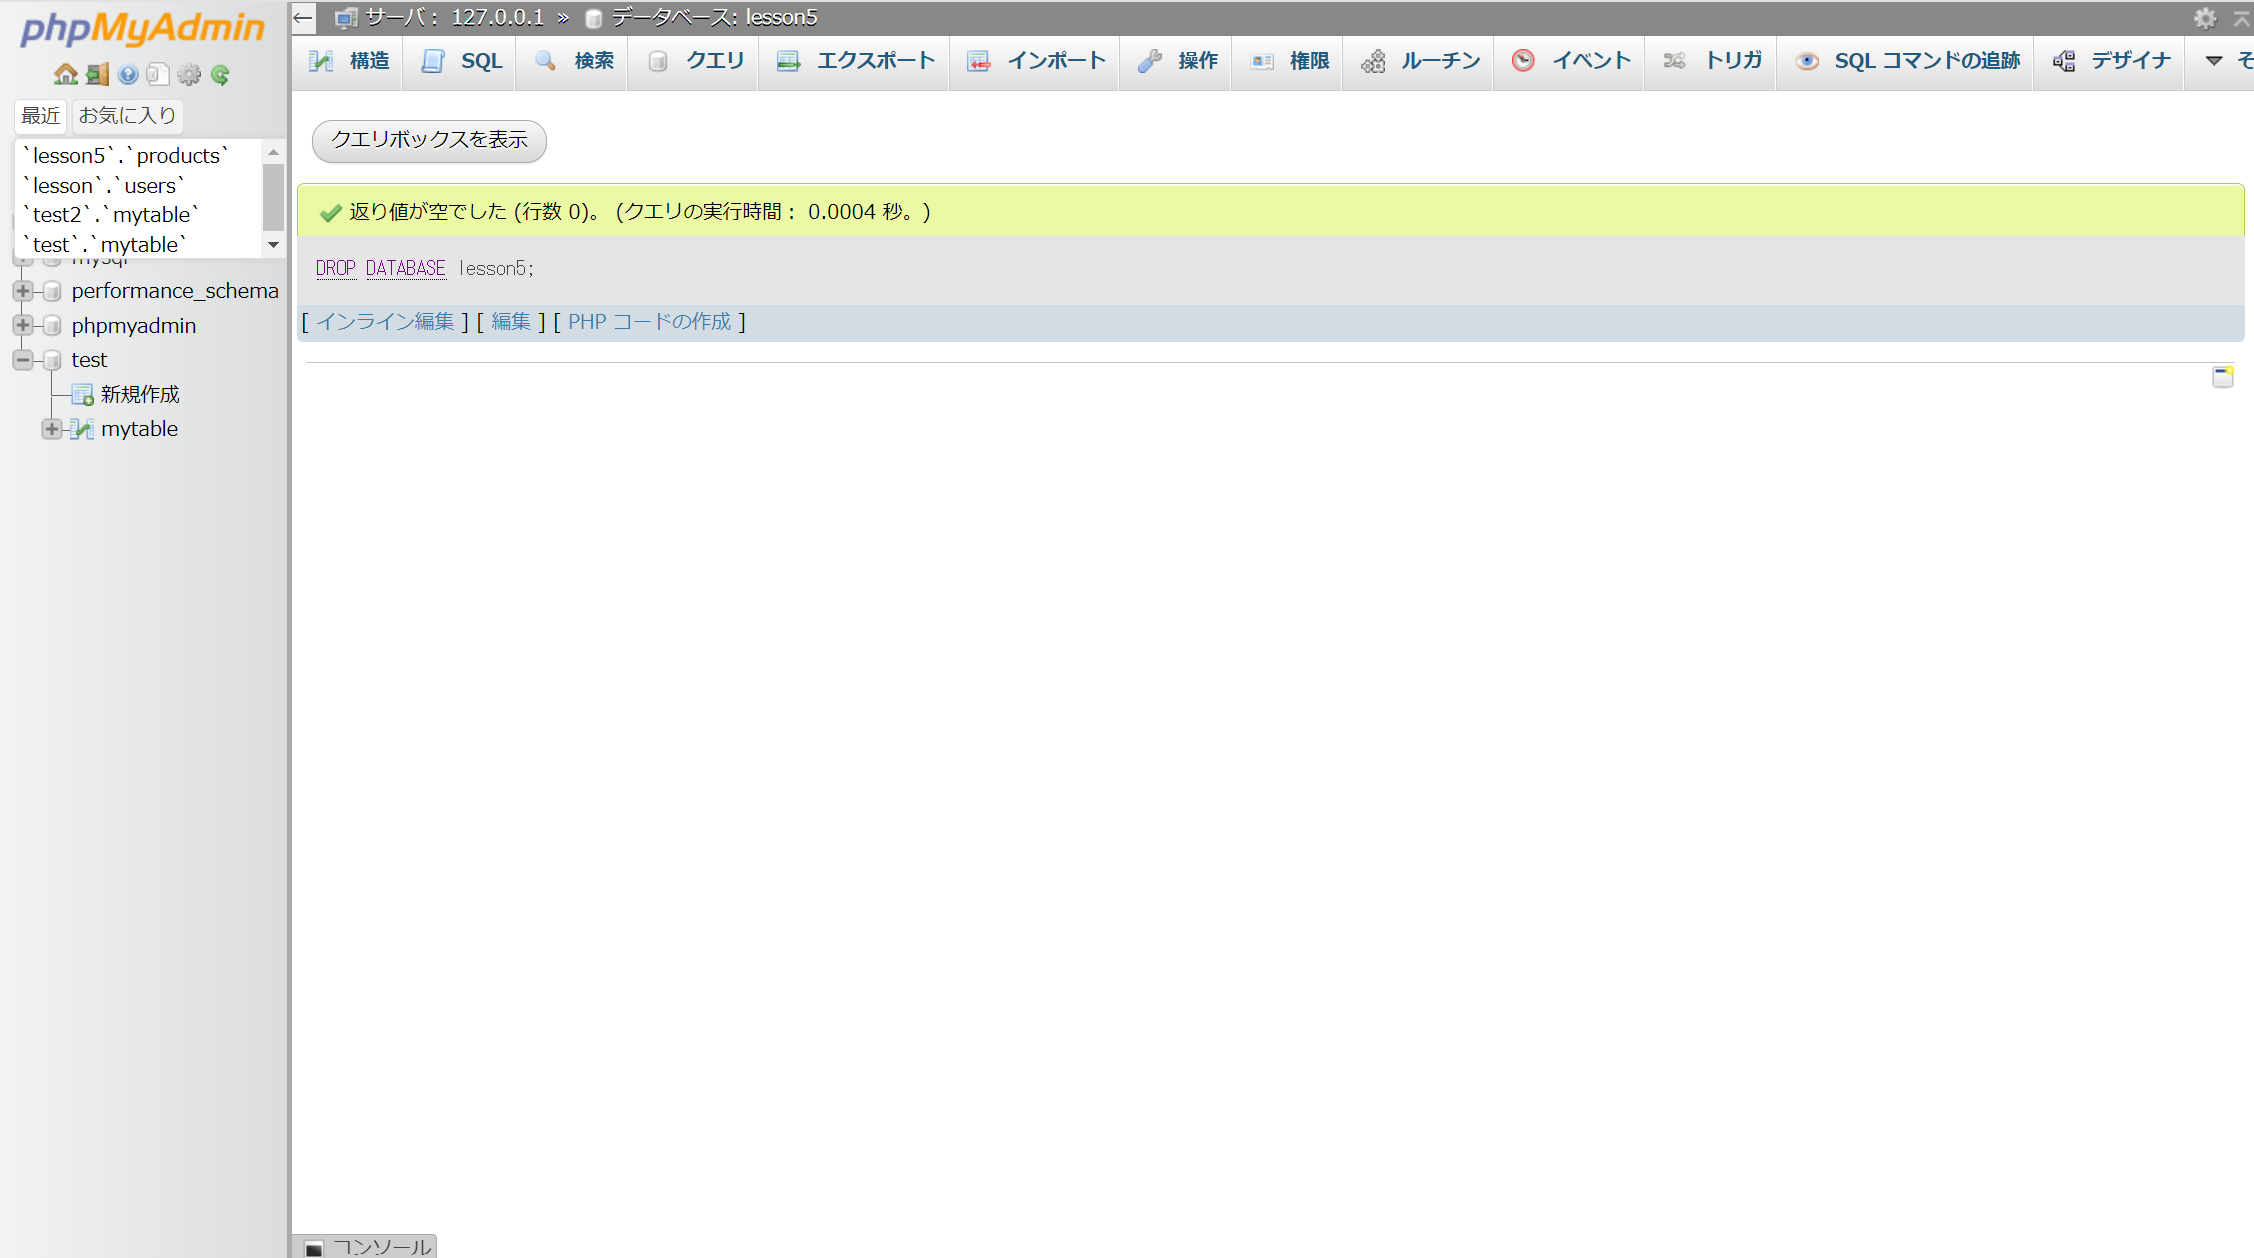 phpMyAdmin
最近 お気に入り
`lesson5`.`products`
`lesson`.`users`
`test2`.`mytable`
`test`.`mytable`
mysql
performance_schema
phpmyadmin
test
新規作成
mytable
サーバ: 127.0.0.1 » データベース: lesson5
構造 SQL 検索 クエリ エクスポート インポート 操作 権限 ルーチン イベント トリガ SQL コマンドの追跡 デザイナ そ
クエリボックスを表示
返り値が空でした (行数 0)。 (クエリの実行時間: 0.0004 秒。)
DROP DATABASE lesson5;
[ インライン編集 ] [ 編集 ] [ PHP コードの作成 ]
コンソール